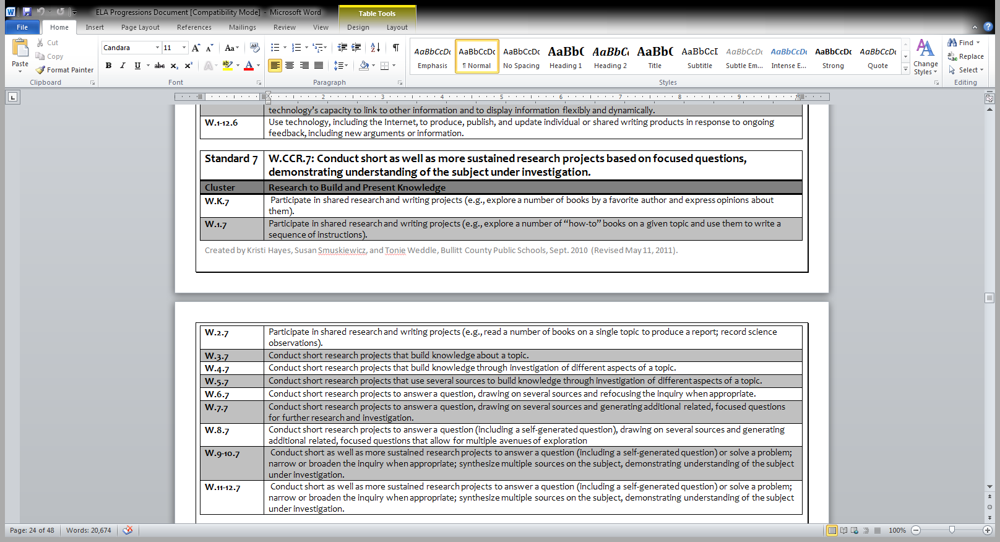 ELA Progressions Document [Compatibility Mode] - Microsoft Word
Table Tools
File Home Insert Page Layout References Mailings Review View Design Layout
Paste
Cut
Copy
Format Painter
Clipboard
Candara 11
Font
Paragraph
AaBbCcDc AaBbCcDc AaBbCcDc AaBbC AaBbC AaBbC AaBbCcI AaBbCcDc AaBbCcDc AaBbCcDc AaBbCcDc
Emphasis ¶ Normal No Spacing Heading 1 Heading 2 Title Subtitle Subtle Em... Intense E... Strong Quote
Styles
Change
Styles
Find
Replace
Select
Editing
2 3 4 5 6 7 8 9
technology's capacity to link to other information and to display information flexibly and dynamically.
W.1-12.6 Use technology, including the Internet, to produce, publish, and update individual or shared writing products in response to ongoing
feedback, including new arguments or information.
Standard 7 W.CCR.7: Conduct short as well as more sustained research projects based on focused questions,
demonstrating understanding of the subject under investigation.
Cluster Research to Build and Present Knowledge
W.K.7 Participate in shared research and writing projects (e.g., explore a number of books by a favorite author and express opinions about
them).
W.1.7 Participate in shared research and writing projects (e.g., explore a number of “how-to” books on a given topic and use them to write a
sequence of instructions).
Created by Kristi Hayes, Susan Smuskiewicz, and Tonie Weddle, Bullitt County Public Schools, Sept. 2010 (Revised May 11, 2011).
W.2.7 Participate in shared research and writing projects (e.g., read a number of books on a single topic to produce a report; record science
observations).
W.3.7 Conduct short research projects that build knowledge about a topic.
W.4.7 Conduct short research projects that build knowledge through investigation of different aspects of a topic.
W.5.7 Conduct short research projects that use several sources to build knowledge through investigation of different aspects of a topic.
W.6.7 Conduct short research projects to answer a question, drawing on several sources and refocusing the inquiry when appropriate.
W.7.7 Conduct short research projects to answer a question, drawing on several sources and generating additional related, focused questions
for further research and investigation.
W.8.7 Conduct short research projects to answer a question (including a self-generated question), drawing on several sources and generating
additional related, focused questions that allow for multiple avenues of exploration
W.9-10.7 Conduct short as well as more sustained research projects to answer a question (including a self-generated question) or solve a problem;
narrow or broaden the inquiry when appropriate; synthesize multiple sources on the subject, demonstrating understanding of the subject
under investigation.
W.11-12.7 Conduct short as well as more sustained research projects to answer a question (including a self-generated question) or solve a problem;
narrow or broaden the inquiry when appropriate; synthesize multiple sources on the subject, demonstrating understanding of the subject
under investigation.
Page: 24 of 48 Words: 20,674 100%